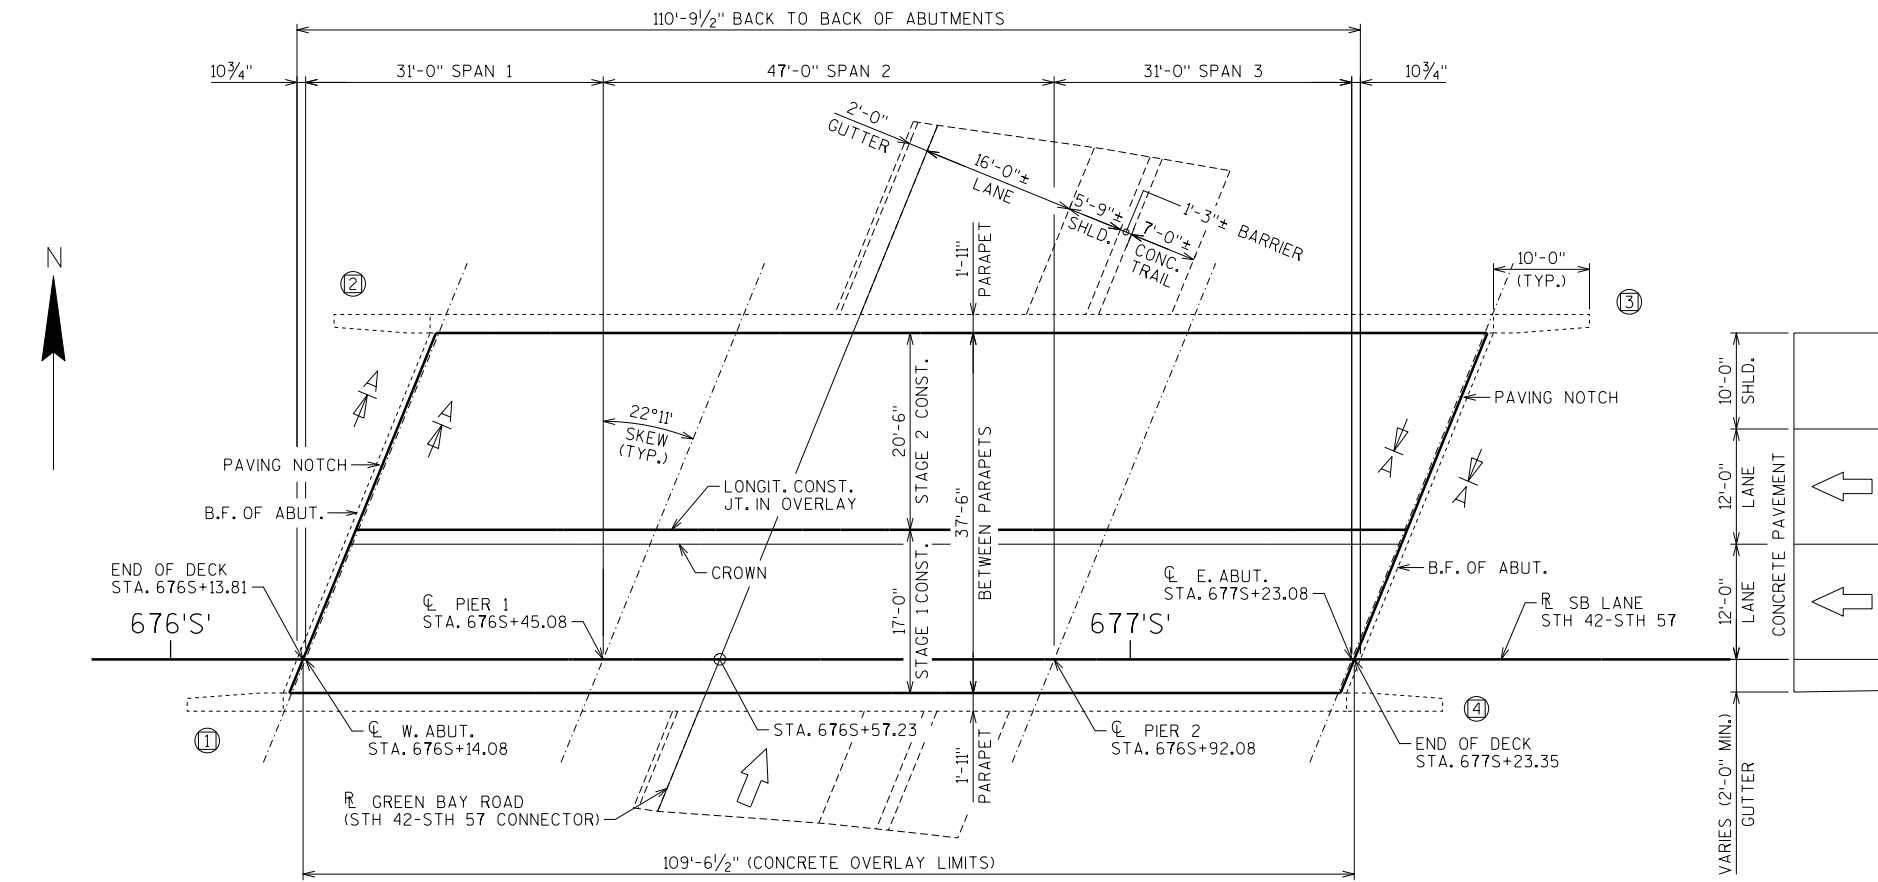 110'-9½" BACK TO BACK OF ABUTMENTS
10¾"
31'-0" SPAN 1
47'-0" SPAN 2
31'-0" SPAN 3
10¾"
2'-0"
GUTTER
16'-0"±
LANE
5'-9"±
SHLD.
1'-3"± BARRIER
7'-0"±
CONC.
TRAIL
1'-11"
PARAPET
10'-0"
(TYP.)
N
2
3
A
A
22°11'
SKEW
(TYP.)
PAVING NOTCH
B.F. OF ABUT.
LONGIT. CONST.
JT. IN OVERLAY
CROWN
20'-6"
STAGE 2 CONST.
37'-6"
BETWEEN PARAPETS
17'-0"
STAGE 1 CONST.
A
A
PAVING NOTCH
B.F. OF ABUT.
10'-0"
SHLD.
12'-0"
LANE
12'-0"
LANE
CONCRETE PAVEMENT
END OF DECK
STA. 676S+13.81
676'S'
℄ PIER 1
STA. 676S+45.08
℄ E. ABUT.
STA. 677S+23.08
677'S'
R̲L SB LANE
STH 42-STH 57
1
℄ W. ABUT.
STA. 676S+14.08
STA. 676S+57.23
℄ PIER 2
STA. 676S+92.08
4
END OF DECK
STA. 677S+23.35
1'-11"
PARAPET
RL GREEN BAY ROAD
(STH 42-STH 57 CONNECTOR)
VARIES (2'-0" MIN.)
GUTTER
109'-6½" (CONCRETE OVERLAY LIMITS)